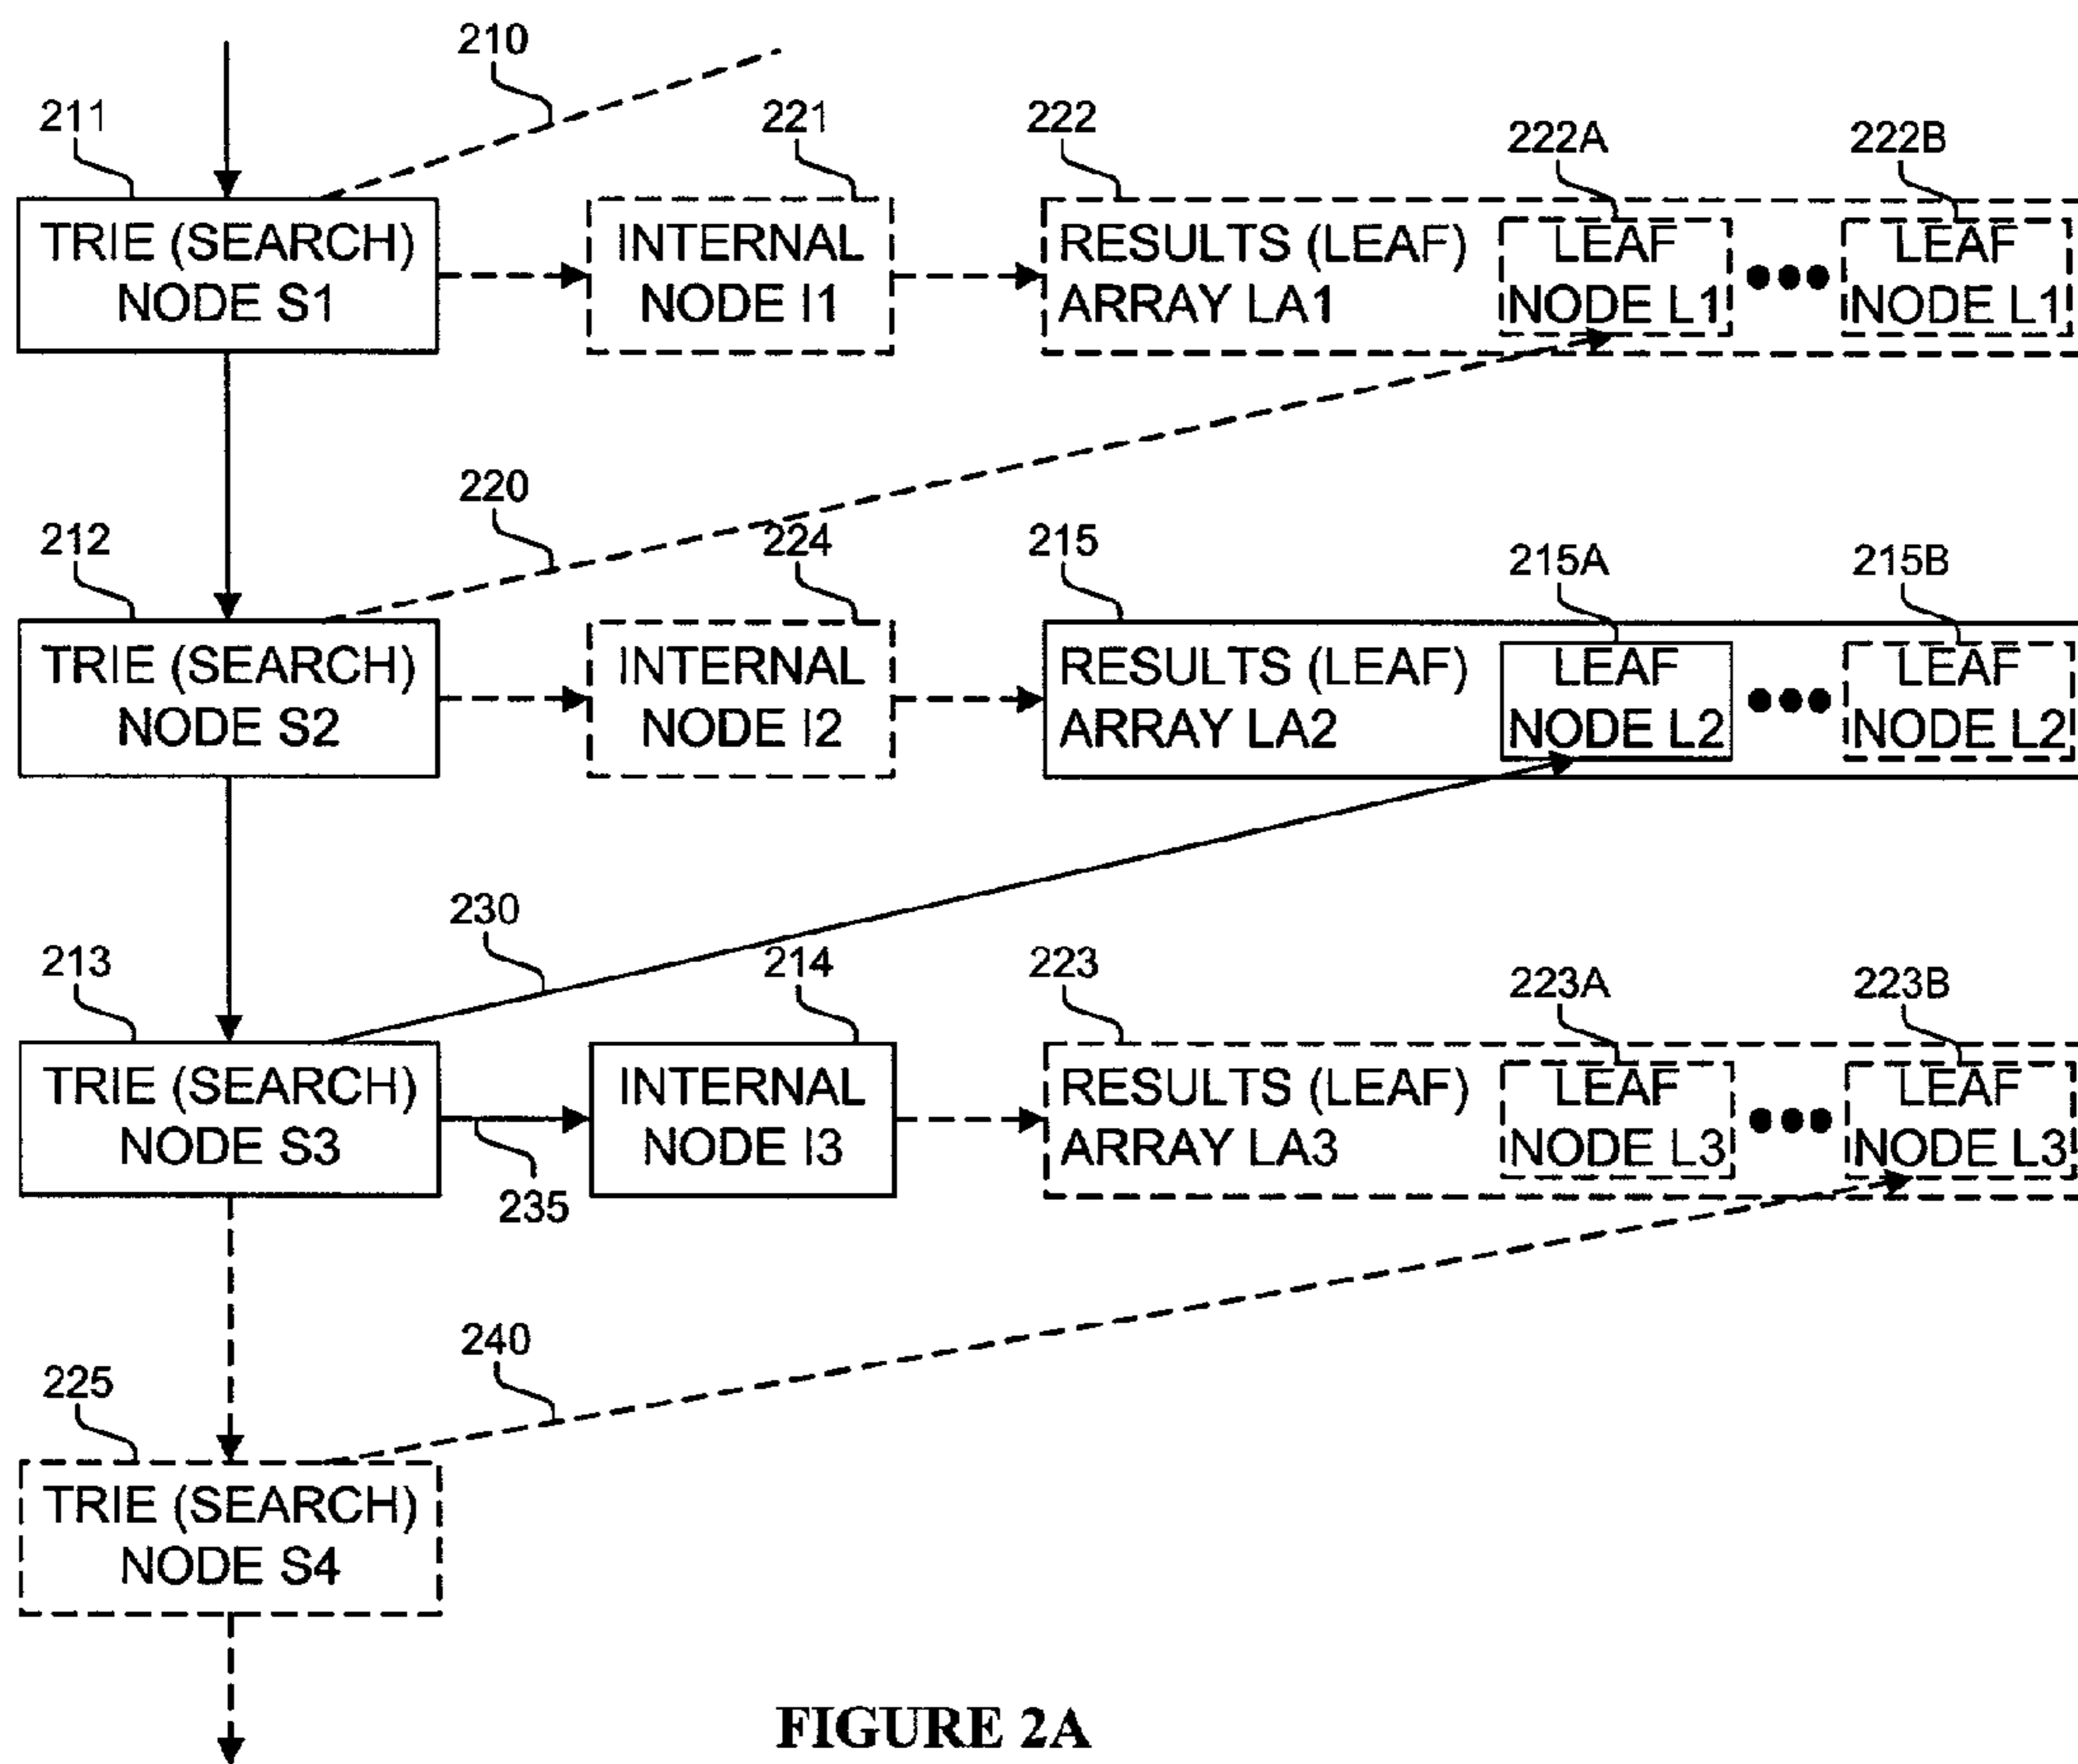 210
211
221
222
222A
222B
TRIE (SEARCH)
NODE S1
INTERNAL
NODE I1
RESULTS (LEAF)
ARRAY LA1
LEAF
NODE L1
LEAF
NODE L1
220
212
224
215
215A
215B
TRIE (SEARCH)
NODE S2
INTERNAL
NODE I2
RESULTS (LEAF)
ARRAY LA2
LEAF
NODE L2
LEAF
NODE L2
230
213
214
223
223A
223B
TRIE (SEARCH)
NODE S3
235
INTERNAL
NODE I3
RESULTS (LEAF)
ARRAY LA3
LEAF
NODE L3
LEAF
NODE L3
240
225
TRIE (SEARCH)
NODE S4
FIGURE 2A